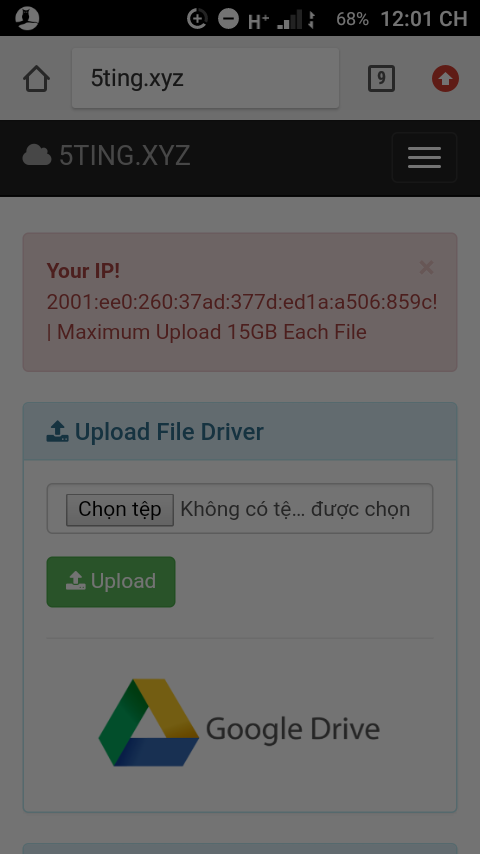 H+ 68% 12:01 CH
5ting.xyz 9
5TING.XYZ
Your IP! ×
2001:ee0:260:37ad:377d:ed1a:a506:859c!
| Maximum Upload 15GB Each File
Upload File Driver
Chọn tệp Không có tệ… được chọn
Upload
Google Drive